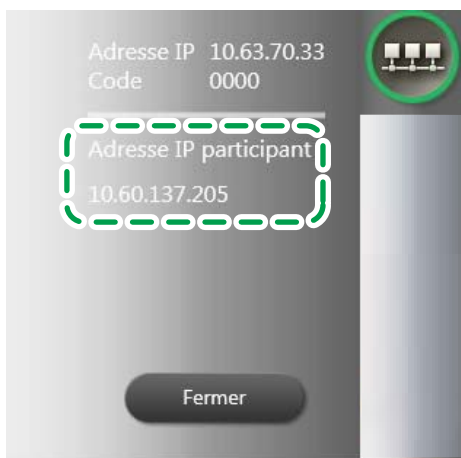 Adresse IP 10.63.70.33
Code 0000
Adresse IP participant
10.60.137.205
Fermer